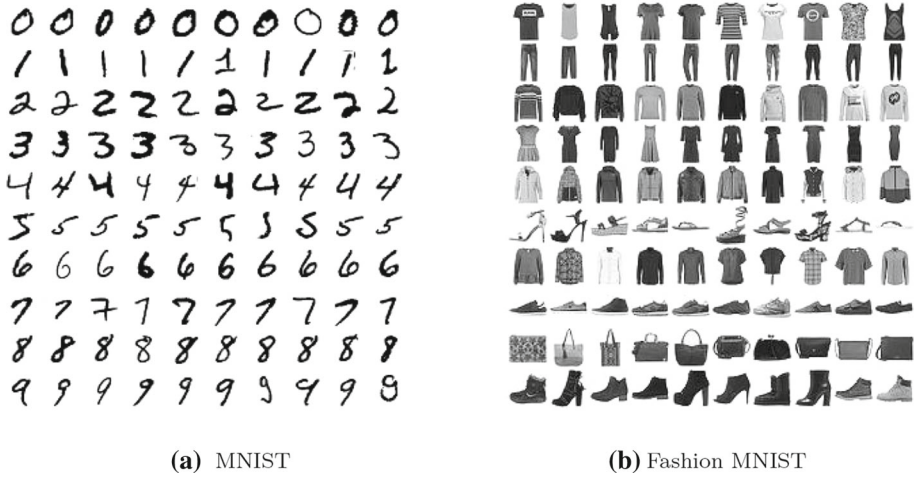 0 0 0 0 0 0 0 0 0 0
1 1 1 1 1 1 1 1 1 1
2 2 2 2 2 2 2 2 2 2
3 3 3 3 3 3 3 3 3 3
4 4 4 4 4 4 4 4 4 4
5 5 5 5 5 5 5 5 5 5
6 6 6 6 6 6 6 6 6 6
7 7 7 7 7 7 7 7 7 7
8 8 8 8 8 8 8 8 8 8
9 9 9 9 9 9 9 9 9 9
(a) MNIST
(b) Fashion MNIST